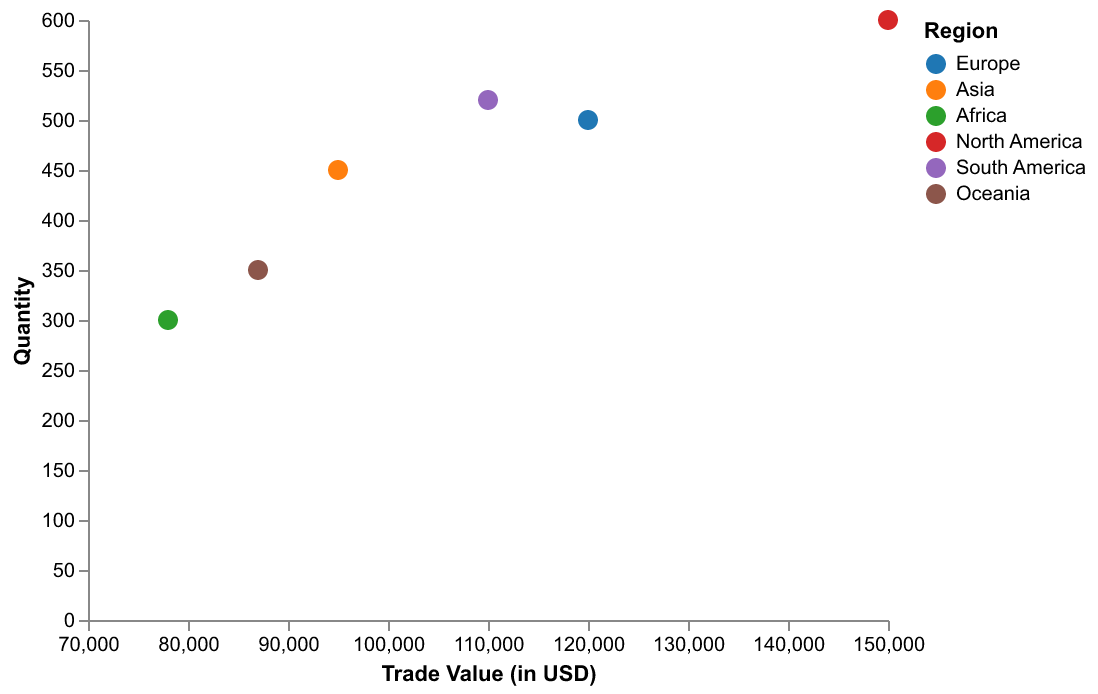 600
550
500
450
400
350
300
250
200
150
100
50
0
Quantity
70,000 80,000 90,000 100,000 110,000 120,000 130,000 140,000 150,000
Trade Value (in USD)
Region
Europe
Asia
Africa
North America
South America
Oceania